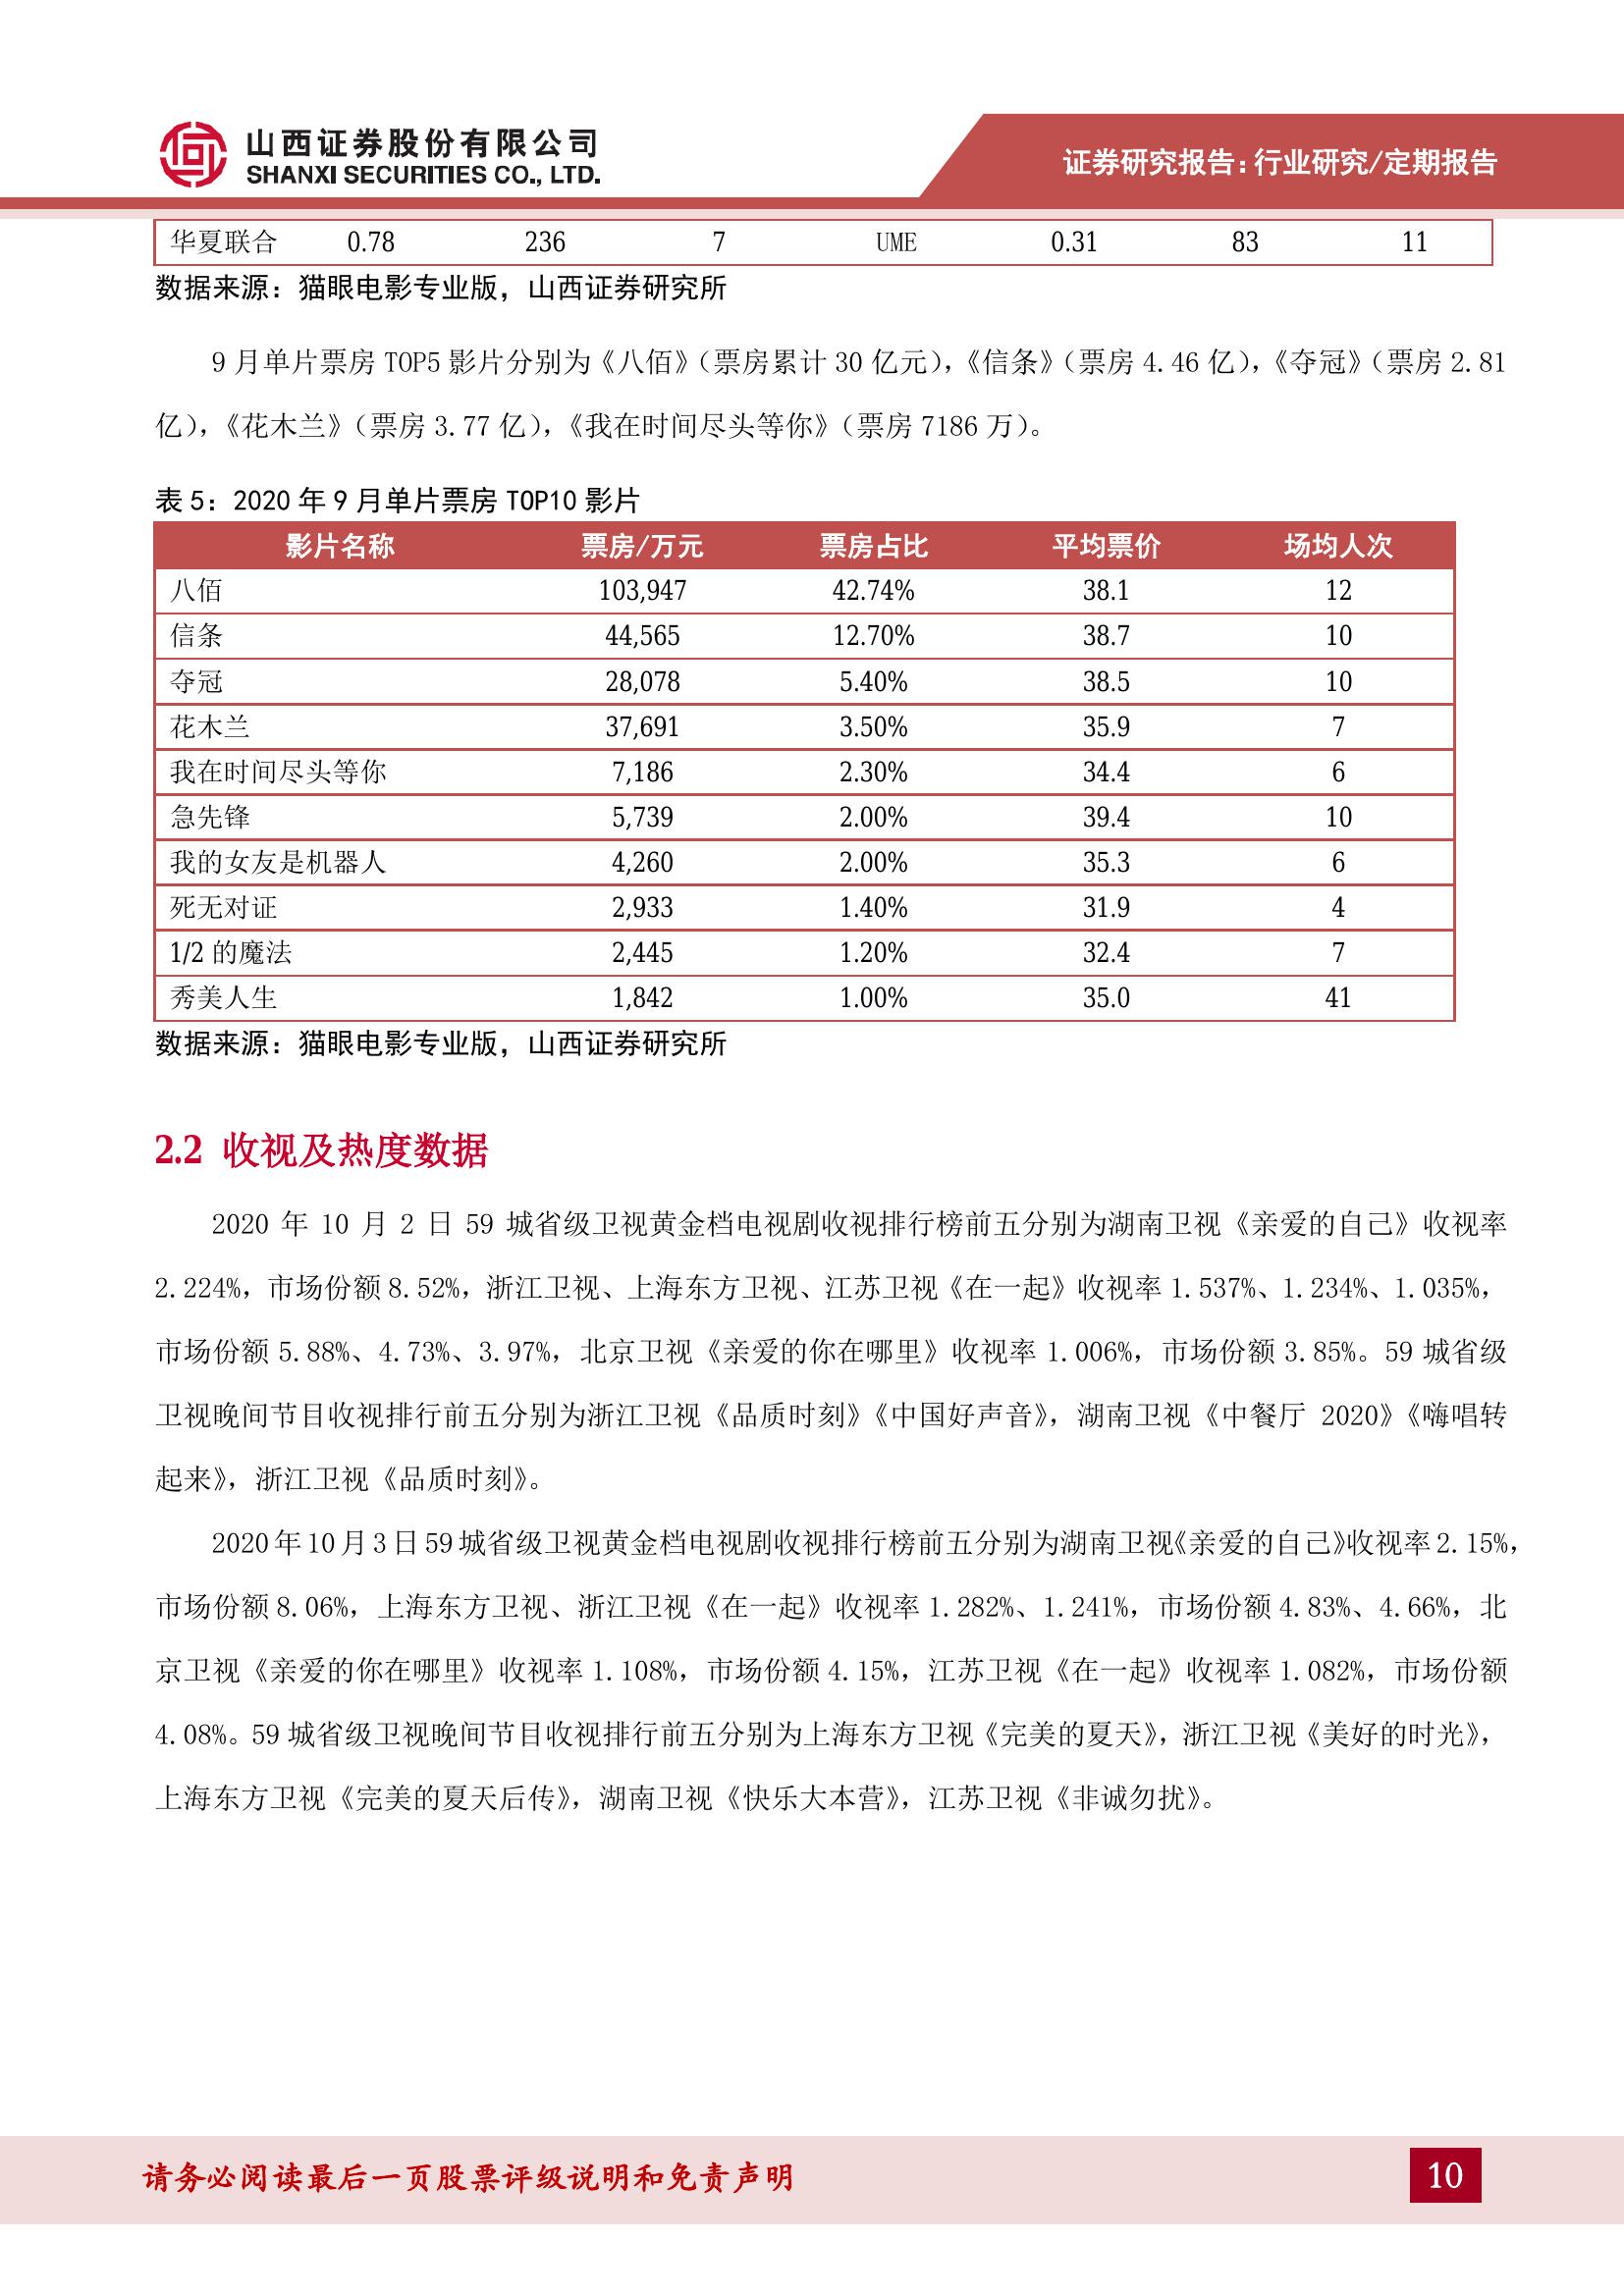 山西证券股份有限公司
SHANXI SECURITIES CO., LTD.
证券研究报告：行业研究/定期报告
华夏联合 0.78 236 7 UME 0.31 83 11
数据来源：猫眼电影专业版，山西证券研究所
9 月单片票房 TOP5 影片分别为《八佰》（票房累计 30 亿元），《信条》（票房 4.46 亿），《夺冠》（票房 2.81
亿），《花木兰》（票房 3.77 亿），《我在时间尽头等你》（票房 7186 万）。
表 5：2020 年 9 月单片票房 TOP10 影片
影片名称 票房/万元 票房占比 平均票价 场均人次
八佰 103,947 42.74% 38.1 12
信条 44,565 12.70% 38.7 10
夺冠 28,078 5.40% 38.5 10
花木兰 37,691 3.50% 35.9 7
我在时间尽头等你 7,186 2.30% 34.4 6
急先锋 5,739 2.00% 39.4 10
我的女友是机器人 4,260 2.00% 35.3 6
死无对证 2,933 1.40% 31.9 4
1/2 的魔法 2,445 1.20% 32.4 7
秀美人生 1,842 1.00% 35.0 41
数据来源：猫眼电影专业版，山西证券研究所
2.2 收视及热度数据
2020 年 10 月 2 日 59 城省级卫视黄金档电视剧收视排行榜前五分别为湖南卫视《亲爱的自己》收视率
2.224%，市场份额 8.52%，浙江卫视、上海东方卫视、江苏卫视《在一起》收视率 1.537%、1.234%、1.035%，
市场份额 5.88%、4.73%、3.97%，北京卫视《亲爱的你在哪里》收视率 1.006%，市场份额 3.85%。59 城省级
卫视晚间节目收视排行前五分别为浙江卫视《品质时刻》《中国好声音》，湖南卫视《中餐厅 2020》《嗨唱转
起来》，浙江卫视《品质时刻》。
2020 年 10 月 3 日 59 城省级卫视黄金档电视剧收视排行榜前五分别为湖南卫视《亲爱的自己》收视率 2.15%，
市场份额 8.06%，上海东方卫视、浙江卫视《在一起》收视率 1.282%、1.241%，市场份额 4.83%、4.66%，北
京卫视《亲爱的你在哪里》收视率 1.108%，市场份额 4.15%，江苏卫视《在一起》收视率 1.082%，市场份额
4.08%。59 城省级卫视晚间节目收视排行前五分别为上海东方卫视《完美的夏天》，浙江卫视《美好的时光》，
上海东方卫视《完美的夏天后传》，湖南卫视《快乐大本营》，江苏卫视《非诚勿扰》。
请务必阅读最后一页股票评级说明和免责声明
10